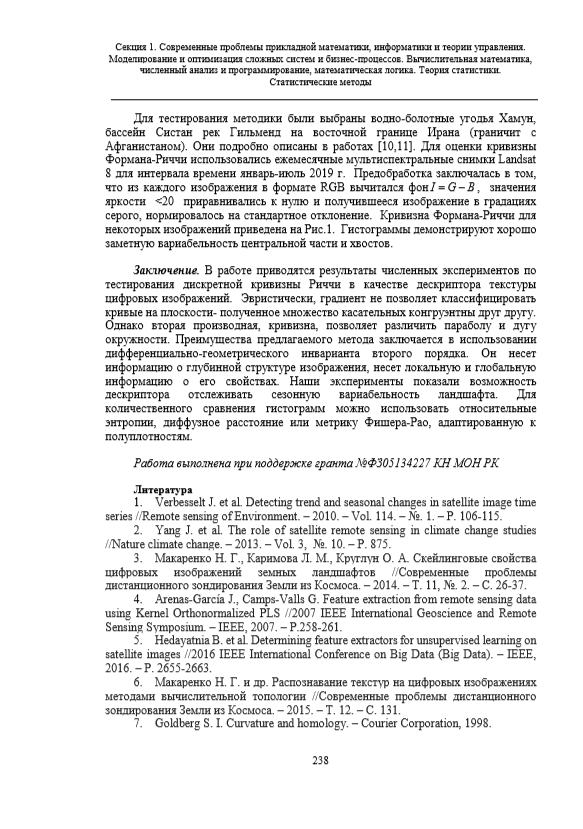 Секция 1. Современные проблемы прикладной математики, информатики и теории управления.
Моделирование и оптимизация сложных систем и бизнес-процессов. Вычислительная математика,
численный анализ и программирование, математическая логика. Теория статистики.
Статистические методы
Для тестирования методики были выбраны водно-болотные угодья Хамун,
бассейн Систан рек Гильменд на восточной границе Ирана (граничит с
Афганистаном). Они подробно описаны в работах [10,11]. Для оценки кривизны
Формана-Риччи использовались ежемесячные мультиспектральные снимки Landsat
8 для интервала времени январь-июль 2019 г. Предобработка заключалась в том,
что из каждого изображения в формате RGB вычитался фон I = G – B , значения
яркости <20 приравнивались к нулю и получившееся изображение в градациях
серого, нормировалось на стандартное отклонение. Кривизна Формана-Риччи для
некоторых изображений приведена на Рис.1. Гистограммы демонстрируют хорошо
заметную вариабельность центральной части и хвостов.
Заключение. В работе приводятся результаты численных экспериментов по
тестированию дискретной кривизны Риччи в качестве дескриптора текстуры
цифровых изображений. Эвристически, градиент не позволяет классифицировать
кривые на плоскости- полученное множество касательных конгруэнтны друг другу.
Однако вторая производная, кривизна, позволяет различить параболу и дугу
окружности. Преимущества предлагаемого метода заключается в использовании
дифференциально-геометрического инварианта второго порядка. Он несет
информацию о глубинной структуре изображения, несет локальную и глобальную
информацию о его свойствах. Наши эксперименты показали возможность
дескриптора отслеживать сезонную вариабельность ландшафта. Для
количественного сравнения гистограмм можно использовать относительные
энтропии, диффузное расстояние или метрику Фишера-Рао, адаптированную к
полуплотностям.
Работа выполнена при поддержке гранта №Ф305134227 КН МОН РК
Литература
1. Verbesselt J. et al. Detecting trend and seasonal changes in satellite image time
series //Remote sensing of Environment. – 2010. – Vol. 114. – №. 1. – P. 106-115.
2. Yang J. et al. The role of satellite remote sensing in climate change studies
//Nature climate change. – 2013. – Vol. 3, №. 10. – P. 875.
3. Макаренко Н. Г., Каримова Л. М., Круглун О. А. Скейлинговые свойства
цифровых изображений земных ландшафтов //Современные проблемы
дистанционного зондирования Земли из Космоса. – 2014. – Т. 11, №. 2. – С. 26-37.
4. Arenas-García J., Camps-Valls G. Feature extraction from remote sensing data
using Kernel Orthonormalized PLS //2007 IEEE International Geoscience and Remote
Sensing Symposium. – IEEE, 2007. – P.258-261.
5. Hedayatnia B. et al. Determining feature extractors for unsupervised learning on
satellite images //2016 IEEE International Conference on Big Data (Big Data). – IEEE,
2016. – P. 2655-2663.
6. Макаренко Н. Г. и др. Распознавание текстур на цифровых изображениях
методами вычислительной топологии //Современные проблемы дистанционного
зондирования Земли из Космоса. – 2015. – Т. 12. – С. 131.
7. Goldberg S. I. Curvature and homology. – Courier Corporation, 1998.
238